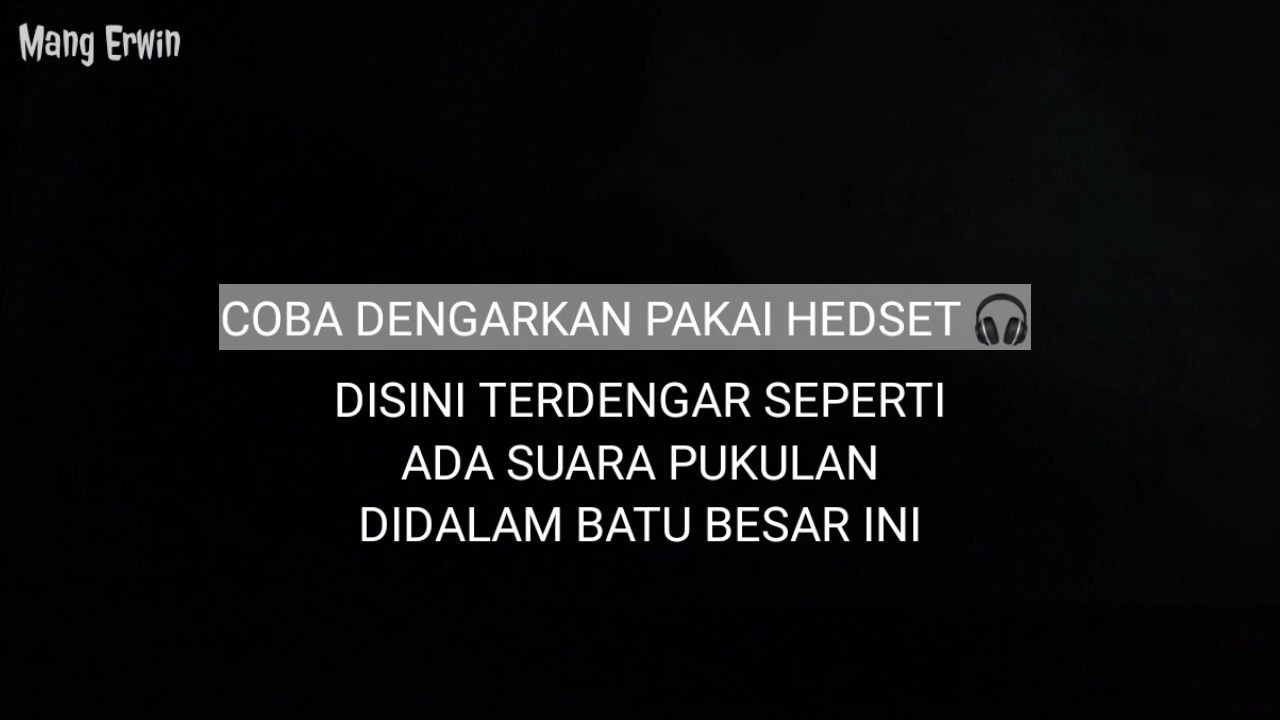 Mang Erwin
COBA DENGARKAN PAKAI HEDSET 🎧
DISINI TERDENGAR SEPERTI
ADA SUARA PUKULAN
DIDALAM BATU BESAR INI